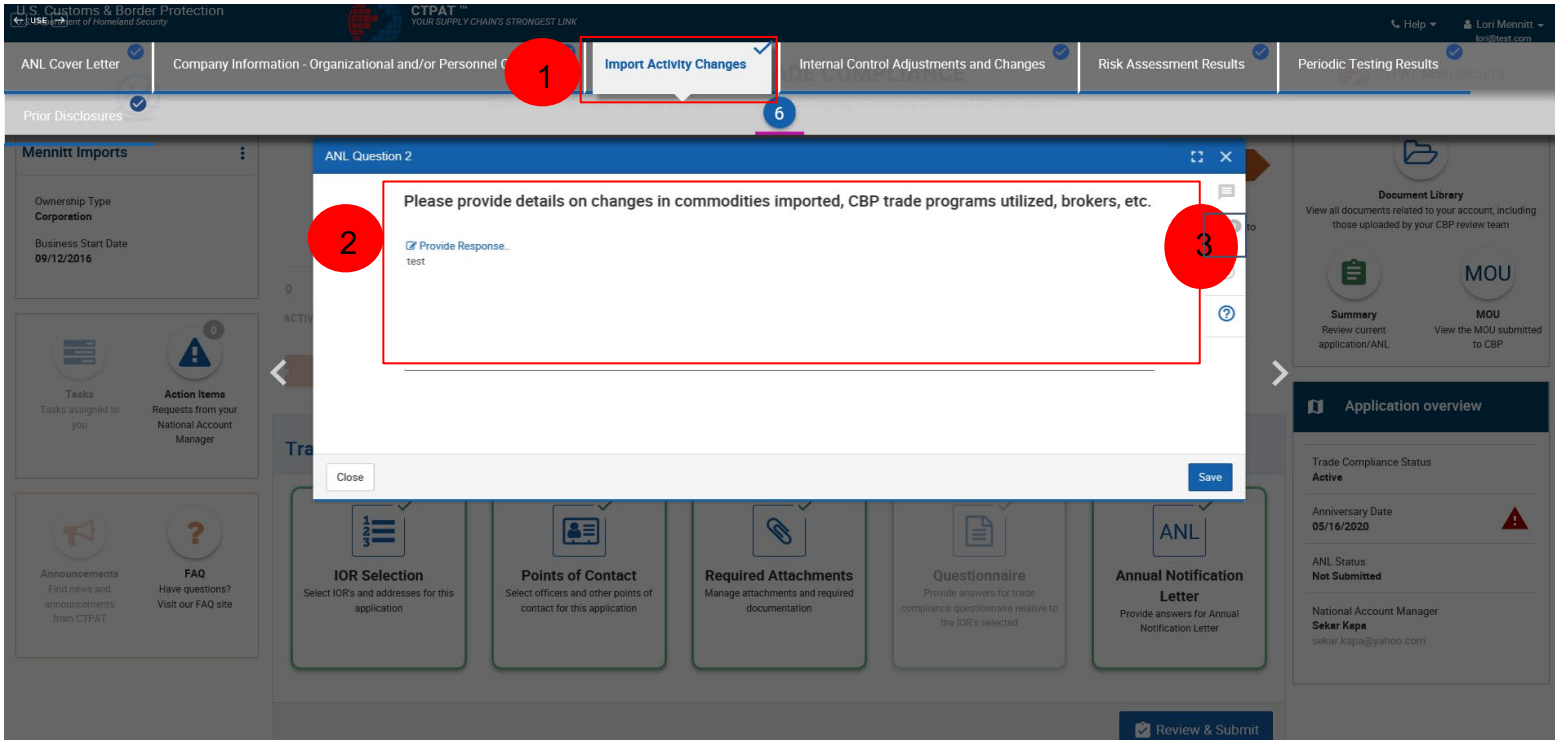 U.S. Customs & Border Protection
U.S. Department of Homeland Security
← USE →
CTPAT ™
YOUR SUPPLY CHAIN'S STRONGEST LINK
Help
Lori Mennitt
lori@test.com
ANL Cover Letter
Company Information - Organizational and/or Personnel
1
Import Activity Changes
Internal Control Adjustments and Changes
Risk Assessment Results
Periodic Testing Results
Prior Disclosures
6
Mennitt Imports
Ownership Type
Corporation
Business Start Date
09/12/2016
ANL Question 2
Please provide details on changes in commodities imported, CBP trade programs utilized, brokers, etc.
2
3
Provide Response..
test
to
Document Library
View all documents related to your account, including
those uploaded by your CBP review team
MOU
Summary
Review current
application/ANL
MOU
View the MOU submitted
to CBP
0
Tasks
Tasks assigned to
you
Action Items
Requests from your
National Account
Manager
Tra
Close
Save
Application overview
Trade Compliance Status
Active
Anniversary Date
05/16/2020
ANL Status
Not Submitted
National Account Manager
Sekar Kapa
sekar.kapa@yahoo.com
Announcements
Find news and
announcements
from CTPAT
FAQ
Have questions?
Visit our FAQ site
IOR Selection
Select IOR's and addresses for this
application
Points of Contact
Select officers and other points of
contact for this application
Required Attachments
Manage attachments and required
documentation
Questionnaire
Provide answers for trade
compliance questionnaire relative to
the IOR's selected
ANL
Annual Notification
Letter
Provide answers for Annual
Notification Letter
Review & Submit